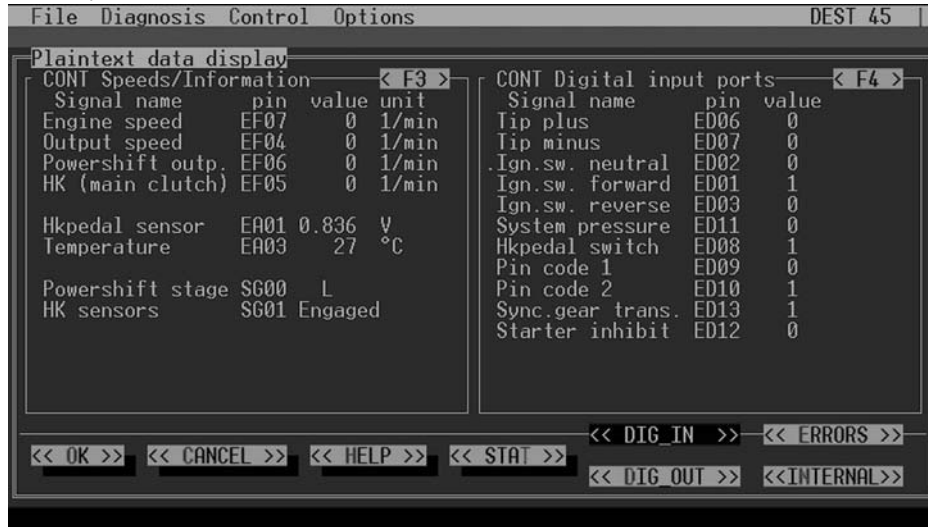 File Diagnosis Control Options DEST 45
Plaintext data display
CONT Speeds/Information < F3 >
Signal name pin value unit
Engine speed EF07 0 1/min
Output speed EF04 0 1/min
Powershift outp. EF06 0 1/min
HK (main clutch) EF05 0 1/min
Hkpedal sensor EA01 0.836 V
Temperature EA03 27 °C
Powershift stage SG00 L
HK sensors SG01 Engaged
CONT Digital input ports < F4 >
Signal name pin value
Tip plus ED06 0
Tip minus ED07 0
.Ign.sw. neutral ED02 0
Ign.sw. forward ED01 1
Ign.sw. reverse ED03 0
System pressure ED11 0
Hkpedal switch ED08 1
Pin code 1 ED09 0
Pin code 2 ED10 1
Sync.gear trans. ED13 1
Starter inhibit ED12 0
<< DIG_IN >> << ERRORS >>
<< OK >> << CANCEL >> << HELP >> << STAT >>
<< DIG_OUT >> <<INTERNAL>>